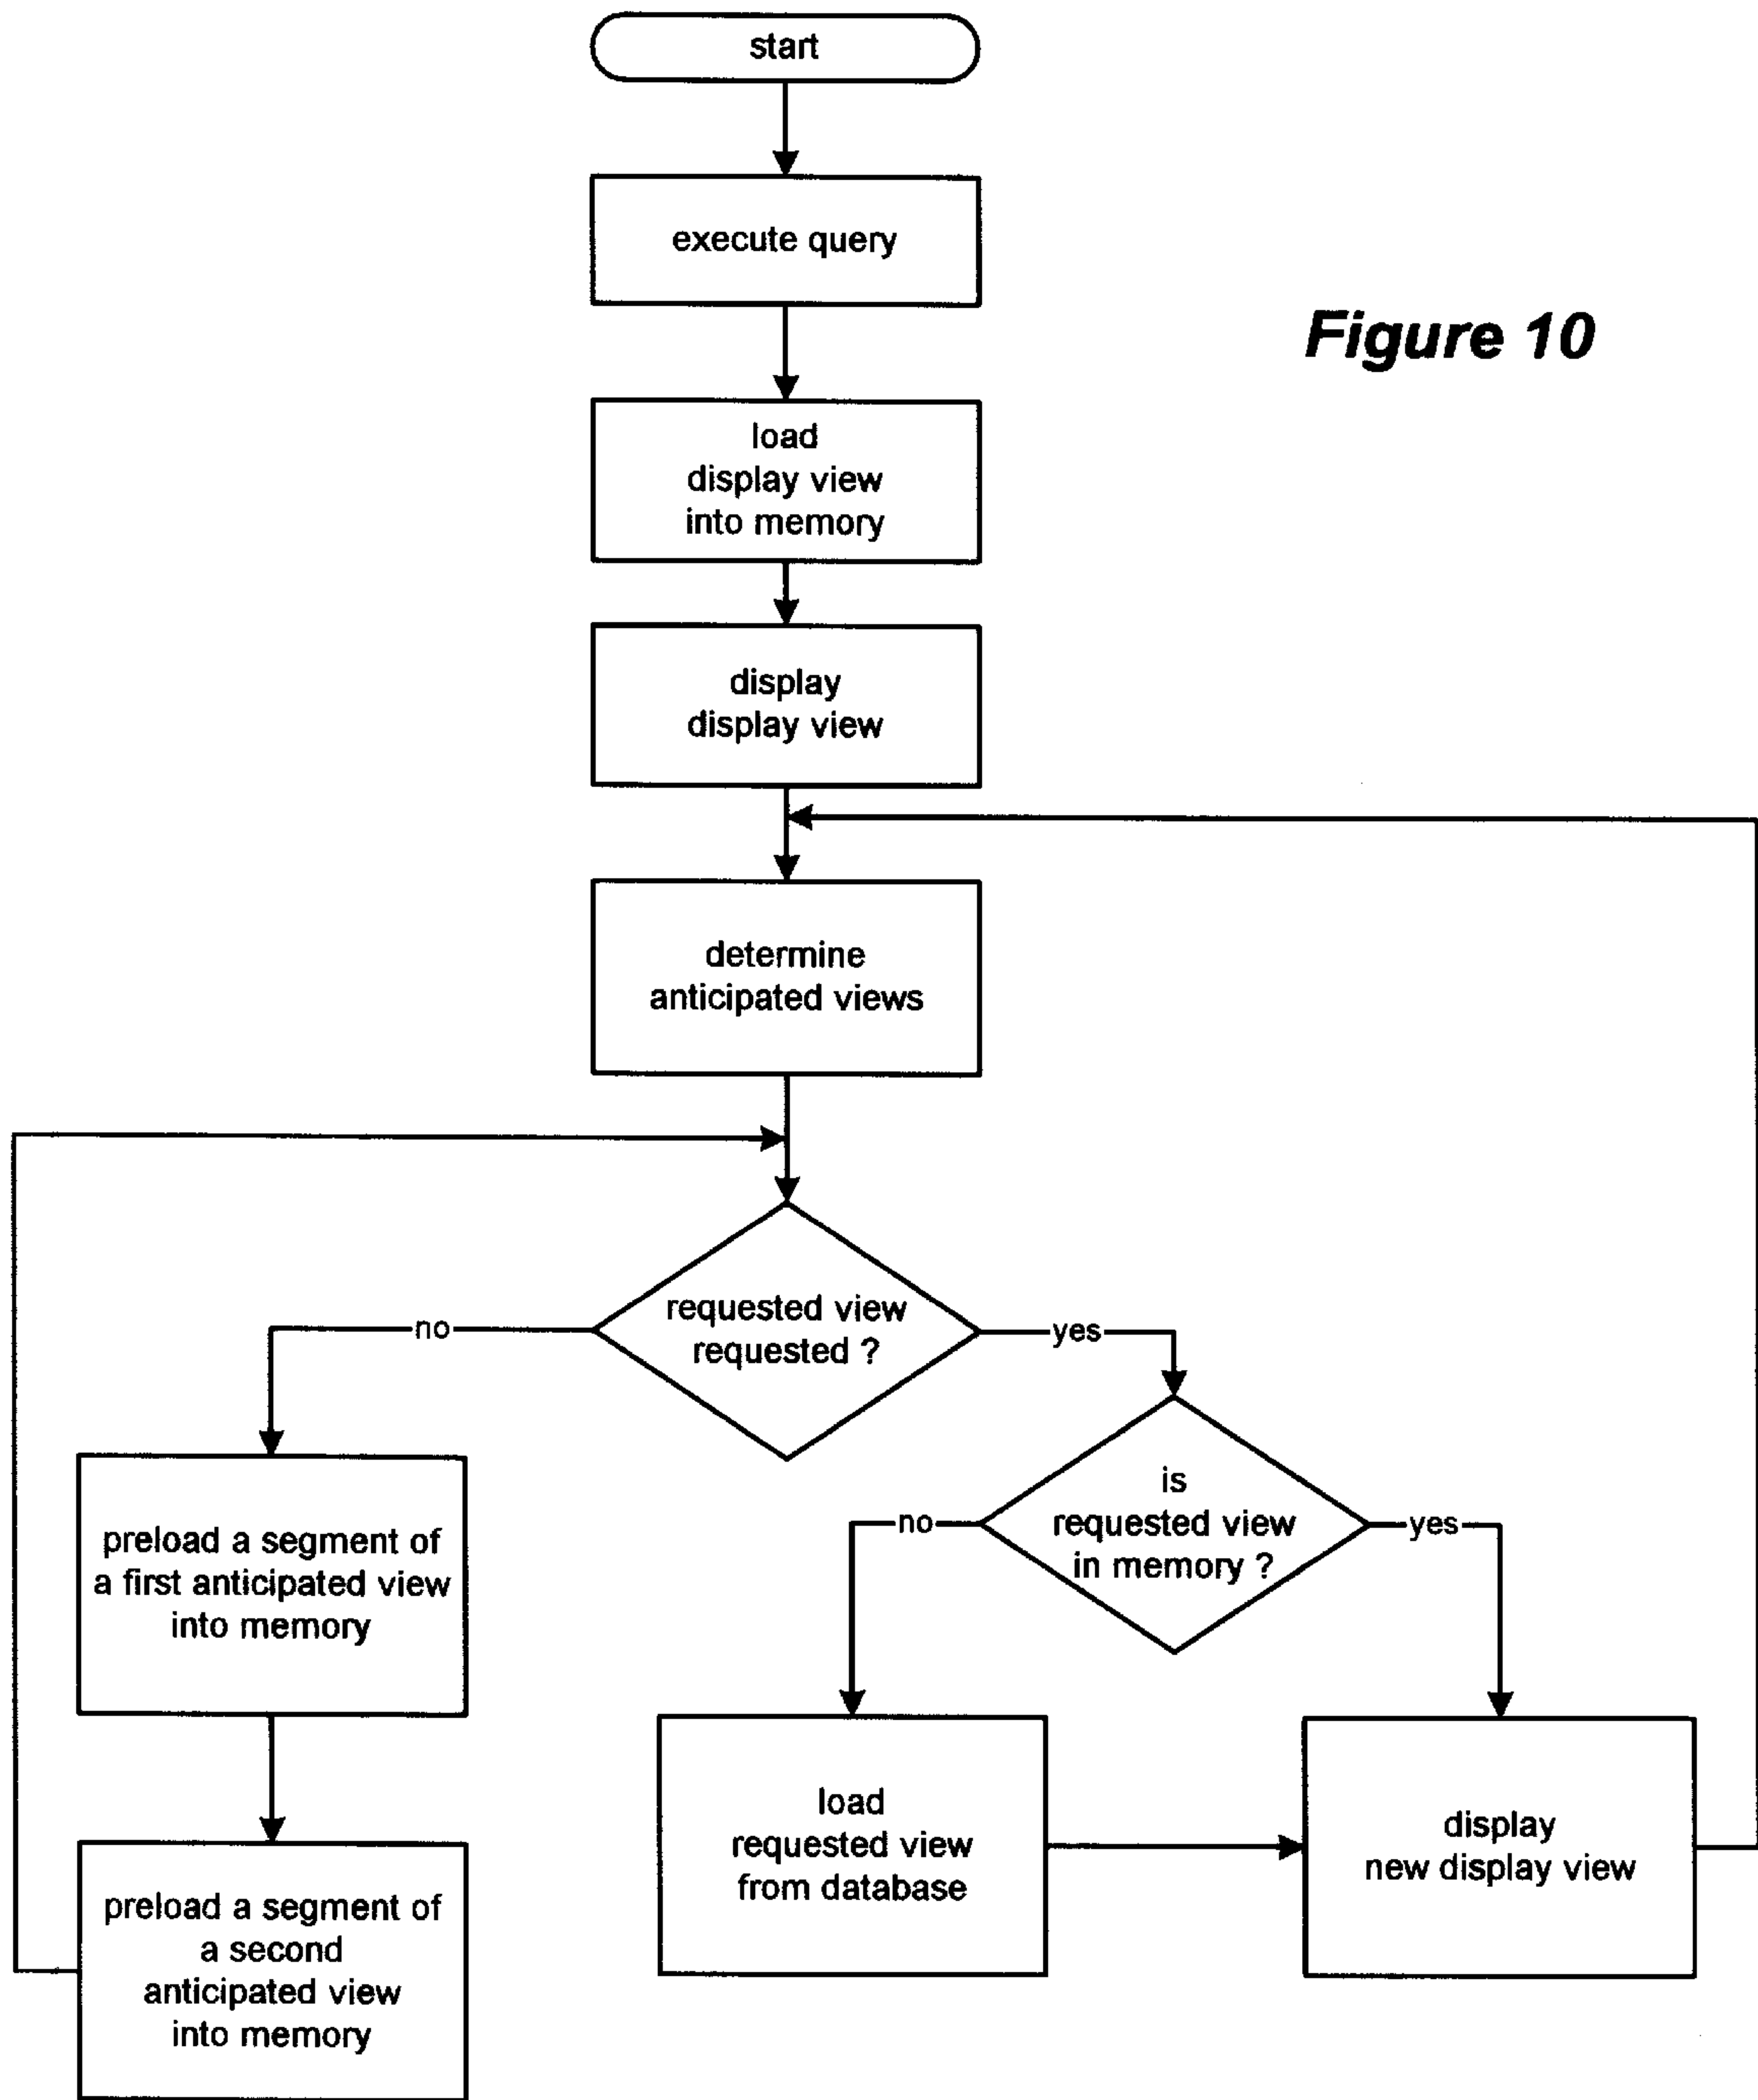 start
execute query
Figure 10
load
display view
into memory
display
display view
determine
anticipated views
requested view
requested ?
no
yes
is
requested view
in memory ?
no
yes
preload a segment of
a first anticipated view
into memory
load
requested view
from database
display
new display view
preload a segment of
a second
anticipated view
into memory